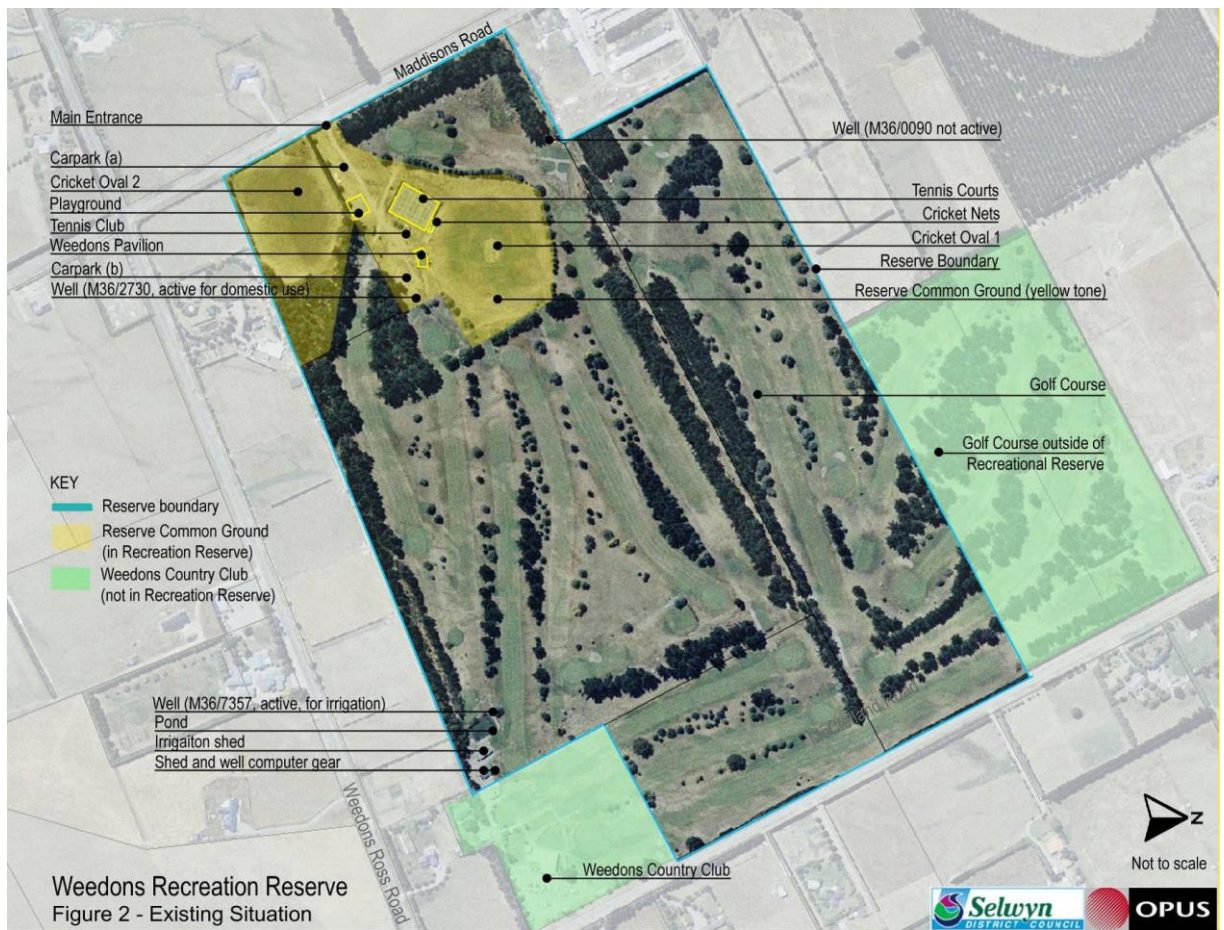 Maddisons Road
Main Entrance
Carpark (a)
Cricket Oval 2
Playground
Tennis Club
Weedons Pavilion
Carpark (b)
Well (M36/2730, active for domestic use)
Well (M36/0090 not active)
Tennis Courts
Cricket Nets
Cricket Oval 1
Reserve Boundary
Reserve Common Ground (yellow tone)
Golf Course
Golf Course outside of
Recreational Reserve
KEY
Reserve boundary
Reserve Common Ground
(in Recreation Reserve)
Weedons Country Club
(not in Recreation Reserve)
Well (M36/7357, active, for irrigation)
Pond
Irrigaiton shed
Shed and well computer gear
Weedons Ross Road
Weedons Country Club
N
Not to scale
Weedons Recreation Reserve
Figure 2 - Existing Situation
Selwyn
DISTRICT COUNCIL
OPUS